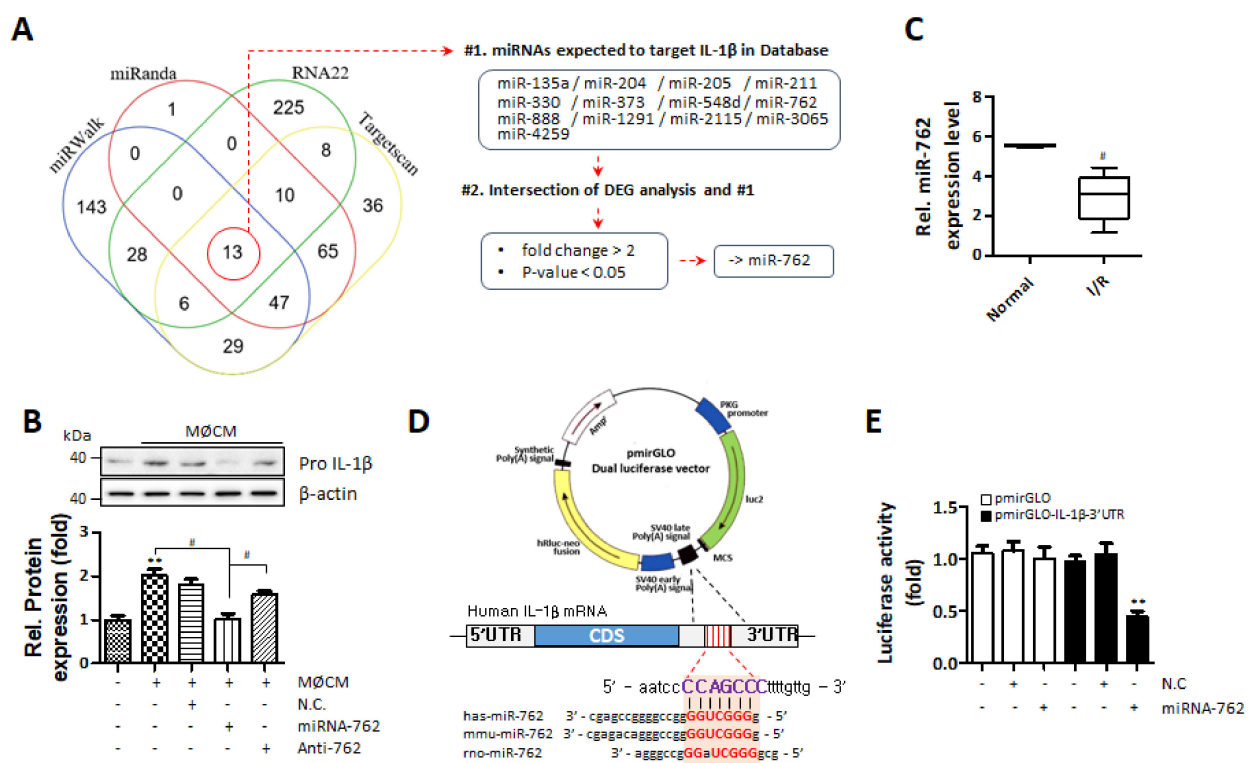 A
miRanda
RNA22
miRWalk
Targetscan
1
225
0
0
8
143
0
10
36
28
13
65
6
47
29
#1. miRNAs expected to target IL-1β in Database
miR-135a / miR-204 / miR-205 / miR-211
miR-330 / miR-373 / miR-548d / miR-762
miR-888 / miR-1291 / miR-2115 / miR-3065
miR-4259
#2. Intersection of DEG analysis and #1
• fold change > 2
• P-value < 0.05
-> miR-762
C
Rel. miR-762
expression level
8
6
4
2
0
#
Normal
I/R
B
kDa
MØCM
40
Pro IL-1β
40
β-actin
Rel. Protein
expression (fold)
3
2
1
0
**
#
#
- + + + + MØCM
- - + - - N.C.
- - - + - miRNA-762
- - - - + Anti-762
D
PKG
promoter
Ampʳ
Synthetic
Poly(A) signal
pmirGLO
Dual luciferase vector
luc2
hRluc-neo
fusion
SV40 late
Poly(A) signal
MCS
SV40 early
Poly(A) signal
Human IL-1β mRNA
5'UTR
CDS
3'UTR
5' - aatccCCAGCCCttttgttg - 3'
has-miR-762 3' - cgagccggggccggGGUCGGGg - 5'
mmu-miR-762 3' - cgagacagggccggGGUCGGGg - 5'
rno-miR-762 3' - agggccgGGaUCGGGgcg - 5'
E
pmirGLO
pmirGLO-IL-1β-3'UTR
Luciferase activity
(fold)
1.5
1.0
0.5
0.0
**
- + - - + - N.C
- - + - - + miRNA-762